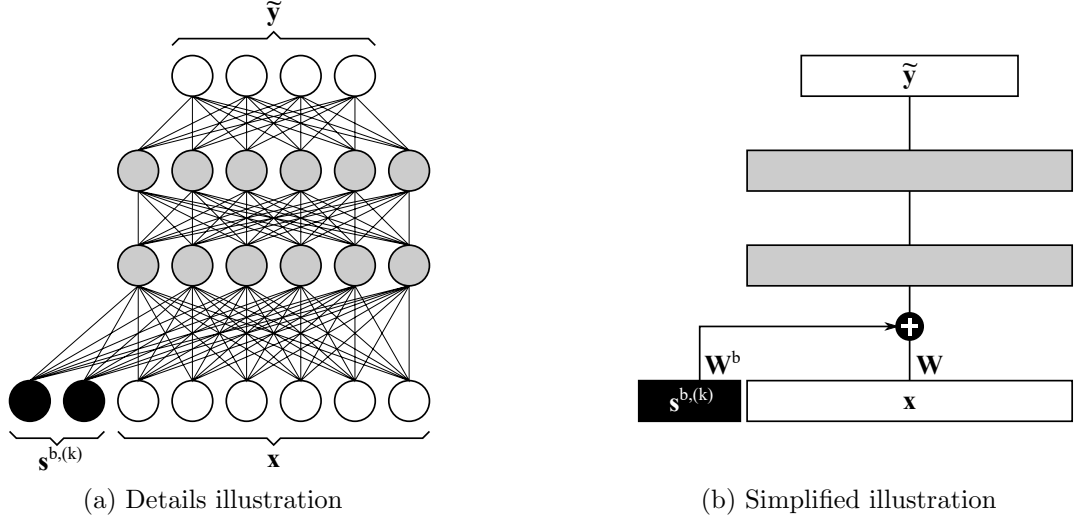 ỹ
s^b,(k)
x
(a) Details illustration
ỹ
W^b
W
s^b,(k)
x
(b) Simplified illustration